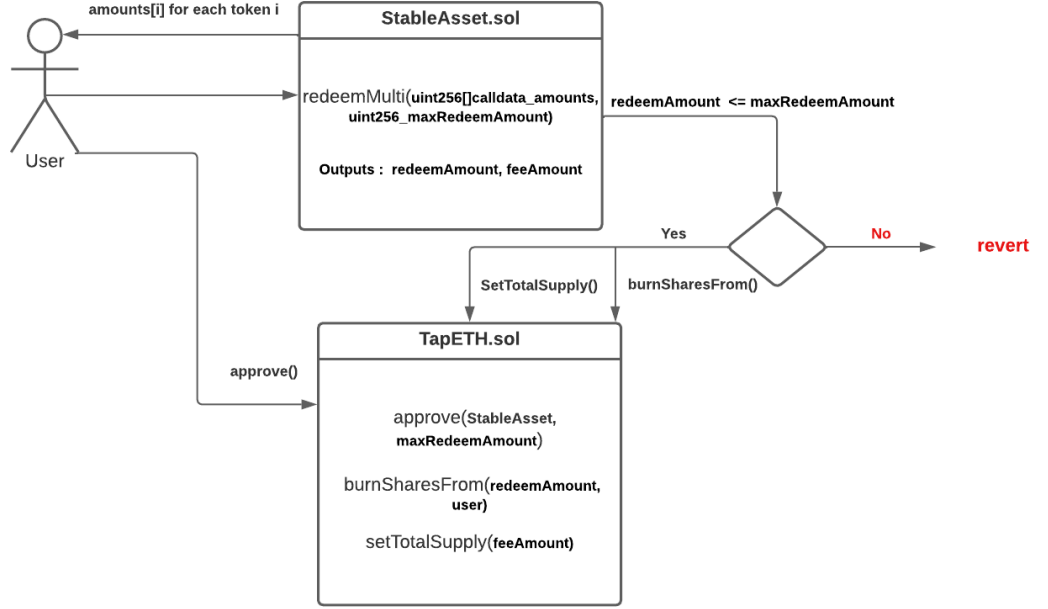 amounts[i] for each token i
StableAsset.sol
redeemMulti(uint256[]calldata_amounts,
uint256_maxRedeemAmount)
redeemAmount <= maxRedeemAmount
User
Outputs : redeemAmount, feeAmount
Yes
No
revert
SetTotalSupply()
burnSharesFrom()
TapETH.sol
approve()
approve(StableAsset,
maxRedeemAmount)
burnSharesFrom(redeemAmount,
user)
setTotalSupply(feeAmount)